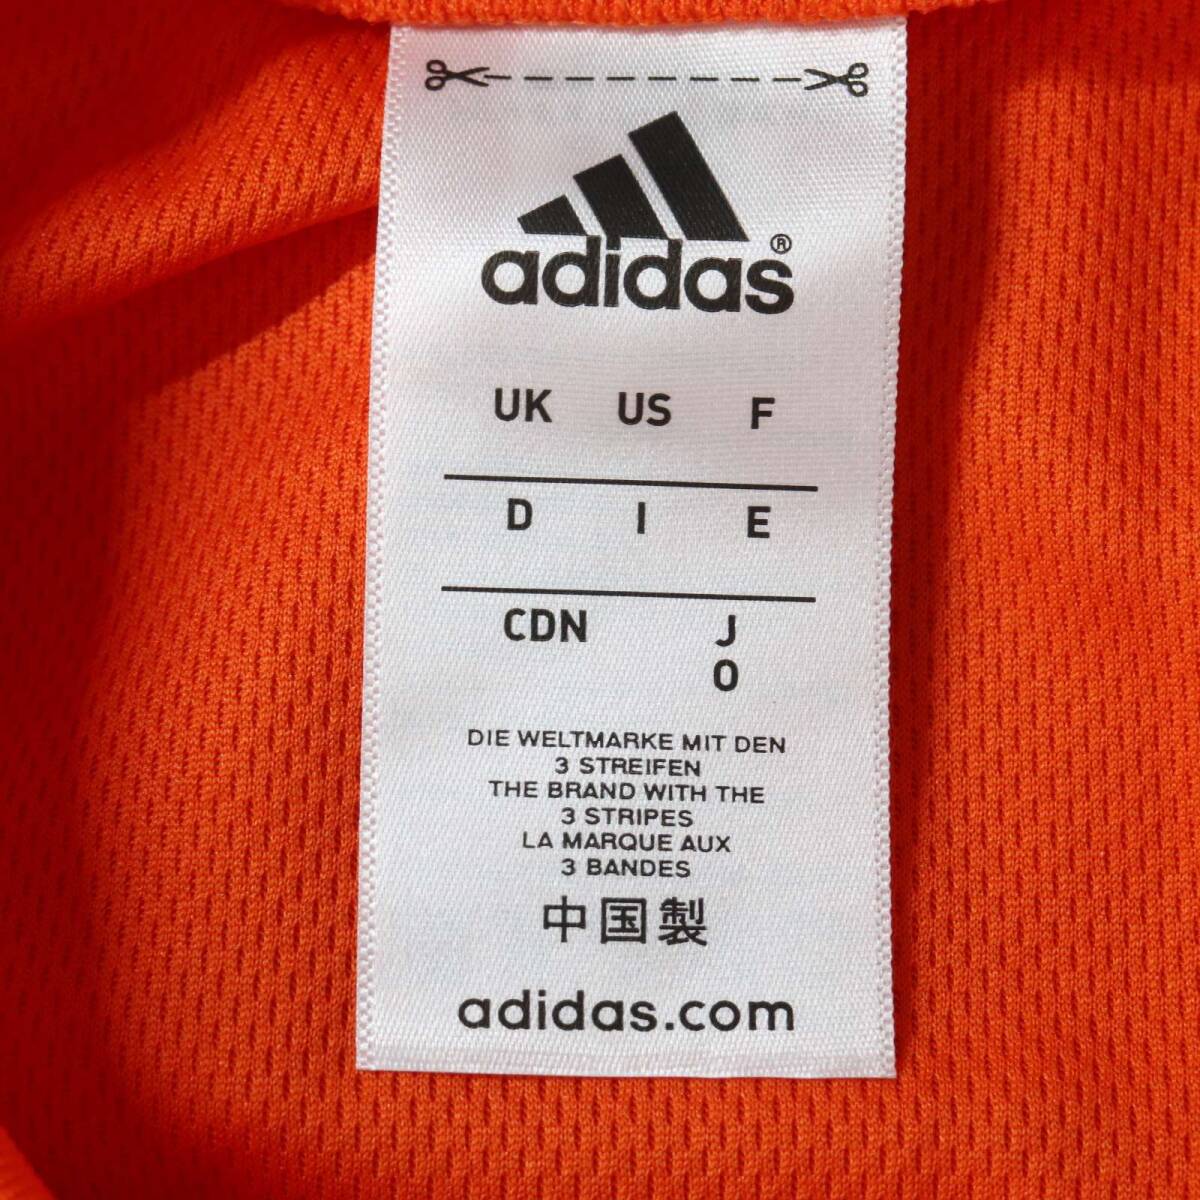 adidas®
UK US F
D I E
CDN J
O
DIE WELTMARKE MIT DEN
3 STREIFEN
THE BRAND WITH THE
3 STRIPES
LA MARQUE AUX
3 BANDES
中国製
adidas.com